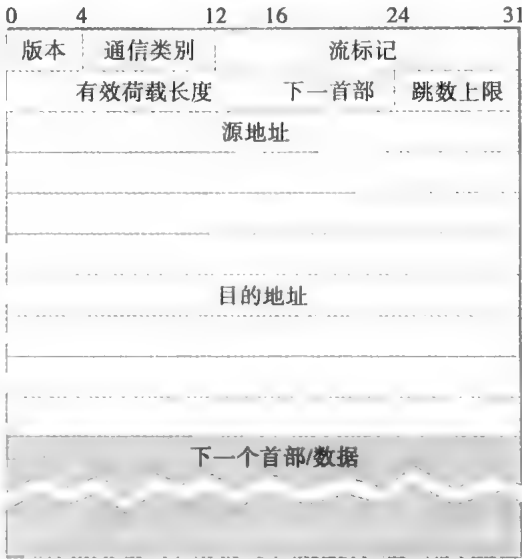 0 4 12 16 24 31
版本 通信类别 流标记
有效荷载长度 下一首部 跳数上限
源地址
目的地址
下一个首部/数据